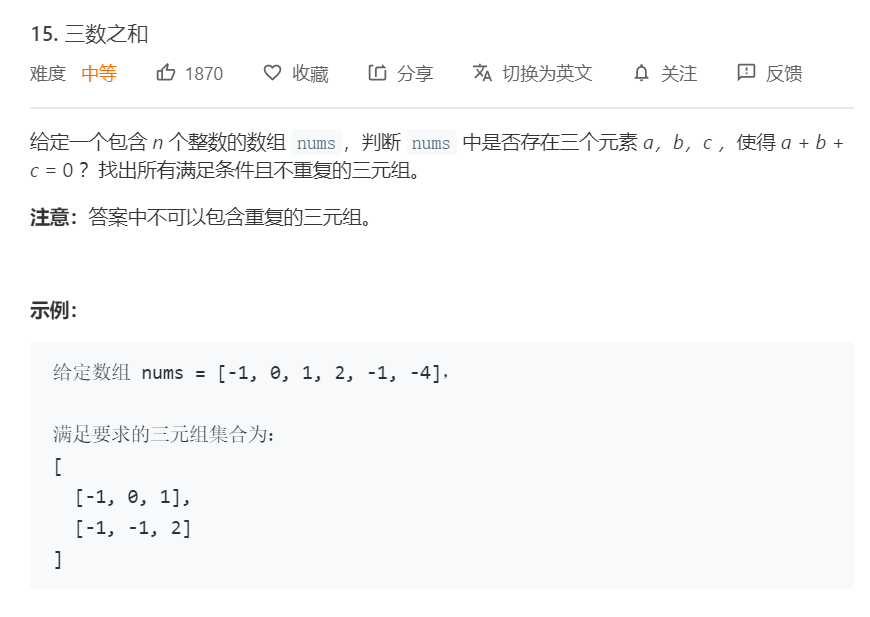 15. 三数之和
难度 中等 1870 收藏 分享 切换为英文 关注 反馈
给定一个包含 n 个整数的数组 nums，判断 nums 中是否存在三个元素 a，b，c ，使得 a + b +
c = 0 ？找出所有满足条件且不重复的三元组。
注意：答案中不可以包含重复的三元组。
示例：
给定数组 nums = [-1, 0, 1, 2, -1, -4]，
满足要求的三元组集合为：
[
[-1, 0, 1],
[-1, -1, 2]
]